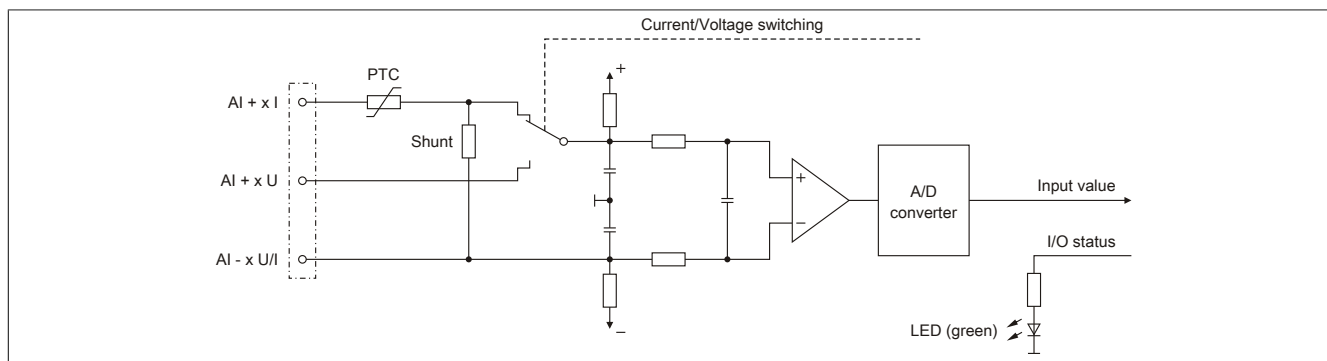 Current/Voltage switching
PTC
+
AI + x I
Shunt
AI + x U
+
−
A/D
converter
Input value
AI - x U/I
I/O status
−
LED (green)